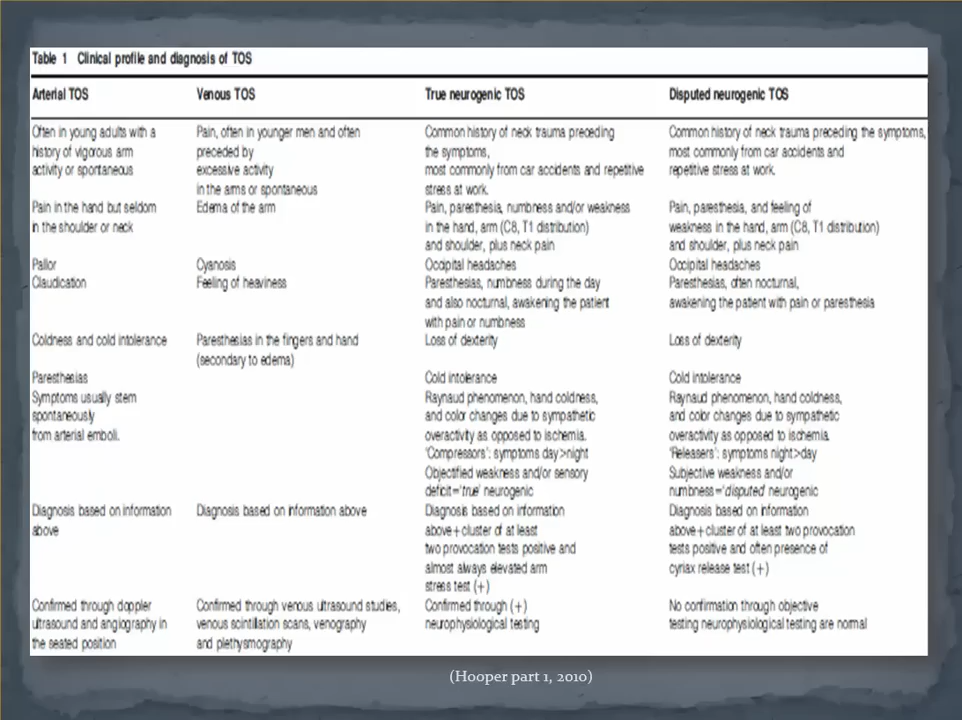 Table 1 Clinical profile and diagnosis of TOS
Arterial TOS
Venous TOS
True neurogenic TOS
Disputed neurogenic TOS
Often in young adults with a
history of vigorous arm
activity or spontaneous
Pain, often in younger men and often
preceded by
excessive activity
in the arms or spontaneous
Common history of neck trauma preceding
the symptoms,
most commonly from car accidents and repetitive
stress at work.
Common history of neck trauma preceding the symptoms,
most commonly from car accidents and
repetitive stress at work.
Pain in the hand but seldom
in the shoulder or neck
Edema of the arm
Pain, paresthesia, numbness and/or weakness
in the hand, arm (C8, T1 distribution)
and shoulder, plus neck pain
Pain, paresthesia, and feeling of
weakness in the hand, arm (C8, T1 distribution)
and shoulder, plus neck pain
Pallor
Cyanosis
Occipital headaches
Occipital headaches
Claudication
Feeling of heaviness
Paresthesias, numbness during the day
and also nocturnal, awakening the patient
with pain or numbness
Paresthesias, often nocturnal,
awakening the patient with pain or paresthesia
Coldness and cold intolerance
Paresthesias in the fingers and hand
(secondary to edema)
Loss of dexterity
Loss of dexterity
Paresthesias
Cold intolerance
Cold intolerance
Symptoms usually stem
spontaneously
from arterial emboli.
Raynaud phenomenon, hand coldness,
and color changes due to sympathetic
overactivity as opposed to ischemia.
'Compressors': symptoms day>night
Objectified weakness and/or sensory
deficit='true' neurogenic
Raynaud phenomenon, hand coldness,
and color changes due to sympathetic
overactivity as opposed to ischemia.
'Releasers': symptoms night>day
Subjective weakness and/or
numbness='disputed' neurogenic
Diagnosis based on information
above
Diagnosis based on information above
Diagnosis based on information
above+cluster of at least
two provocation tests positive and
almost always elevated arm
stress test (+)
Diagnosis based on information
above+cluster of at least two provocation
tests positive and often presence of
cyriax release test (+)
Confirmed through doppler
ultrasound and angiography in
the seated position
Confirmed through venous ultrasound studies,
venous scintillation scans, venography
and plethysmography
Confirmed through (+)
neurophysiological testing
No confirmation through objective
testing neurophysiological testing are normal
(Hooper part 1, 2010)